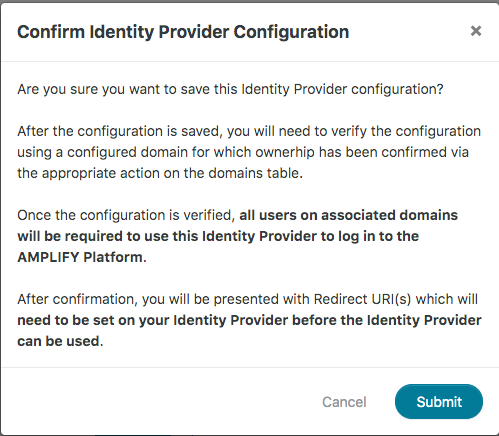 Confirm Identity Provider Configuration
Are you sure you want to save this Identity Provider configuration?
After the configuration is saved, you will need to verify the configuration
using a configured domain for which ownerhip has been confirmed via
the appropriate action on the domains table.
Once the configuration is verified, all users on associated domains
will be required to use this Identity Provider to log in to the
AMPLIFY Platform.
After confirmation, you will be presented with Redirect URI(s) which will
need to be set on your Identity Provider before the Identity Provider
can be used.
Cancel Submit